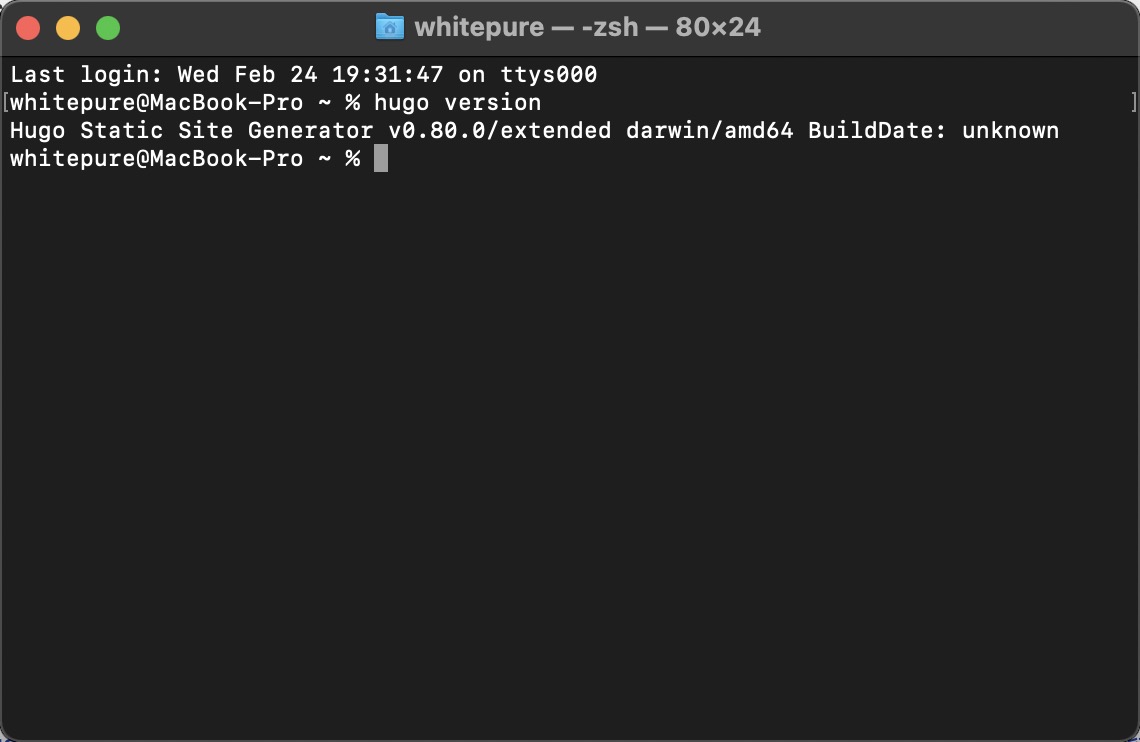 whitepure — -zsh — 80×24
Last login: Wed Feb 24 19:31:47 on ttys000
[whitepure@MacBook-Pro ~ % hugo version ]
Hugo Static Site Generator v0.80.0/extended darwin/amd64 BuildDate: unknown
whitepure@MacBook-Pro ~ %